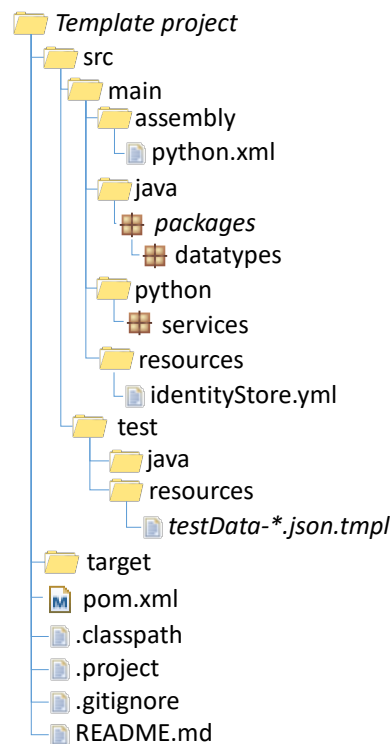 Template project
src
main
assembly
python.xml
java
packages
datatypes
python
services
resources
identityStore.yml
test
java
resources
testData-*.json.tmpl
target
M pom.xml
.classpath
.project
.gitignore
README.md